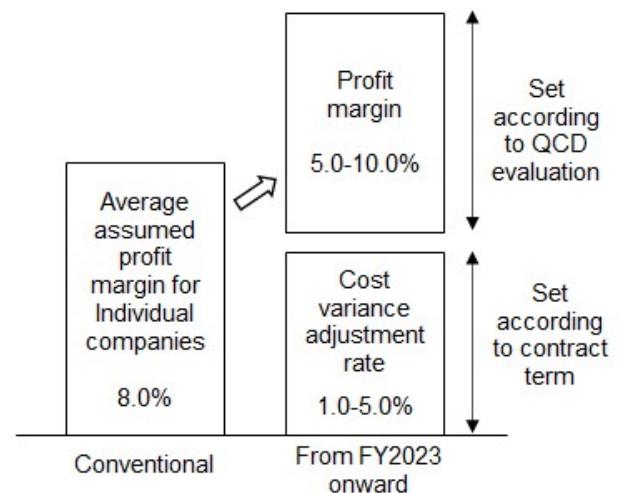 Average
assumed
profit
margin for
Individual
companies
8.0%
Conventional
Profit
margin
5.0-10.0%
Set
according
to QCD
evaluation
Cost
variance
adjustment
rate
1.0-5.0%
Set
according
to contract
term
From FY2023
onward